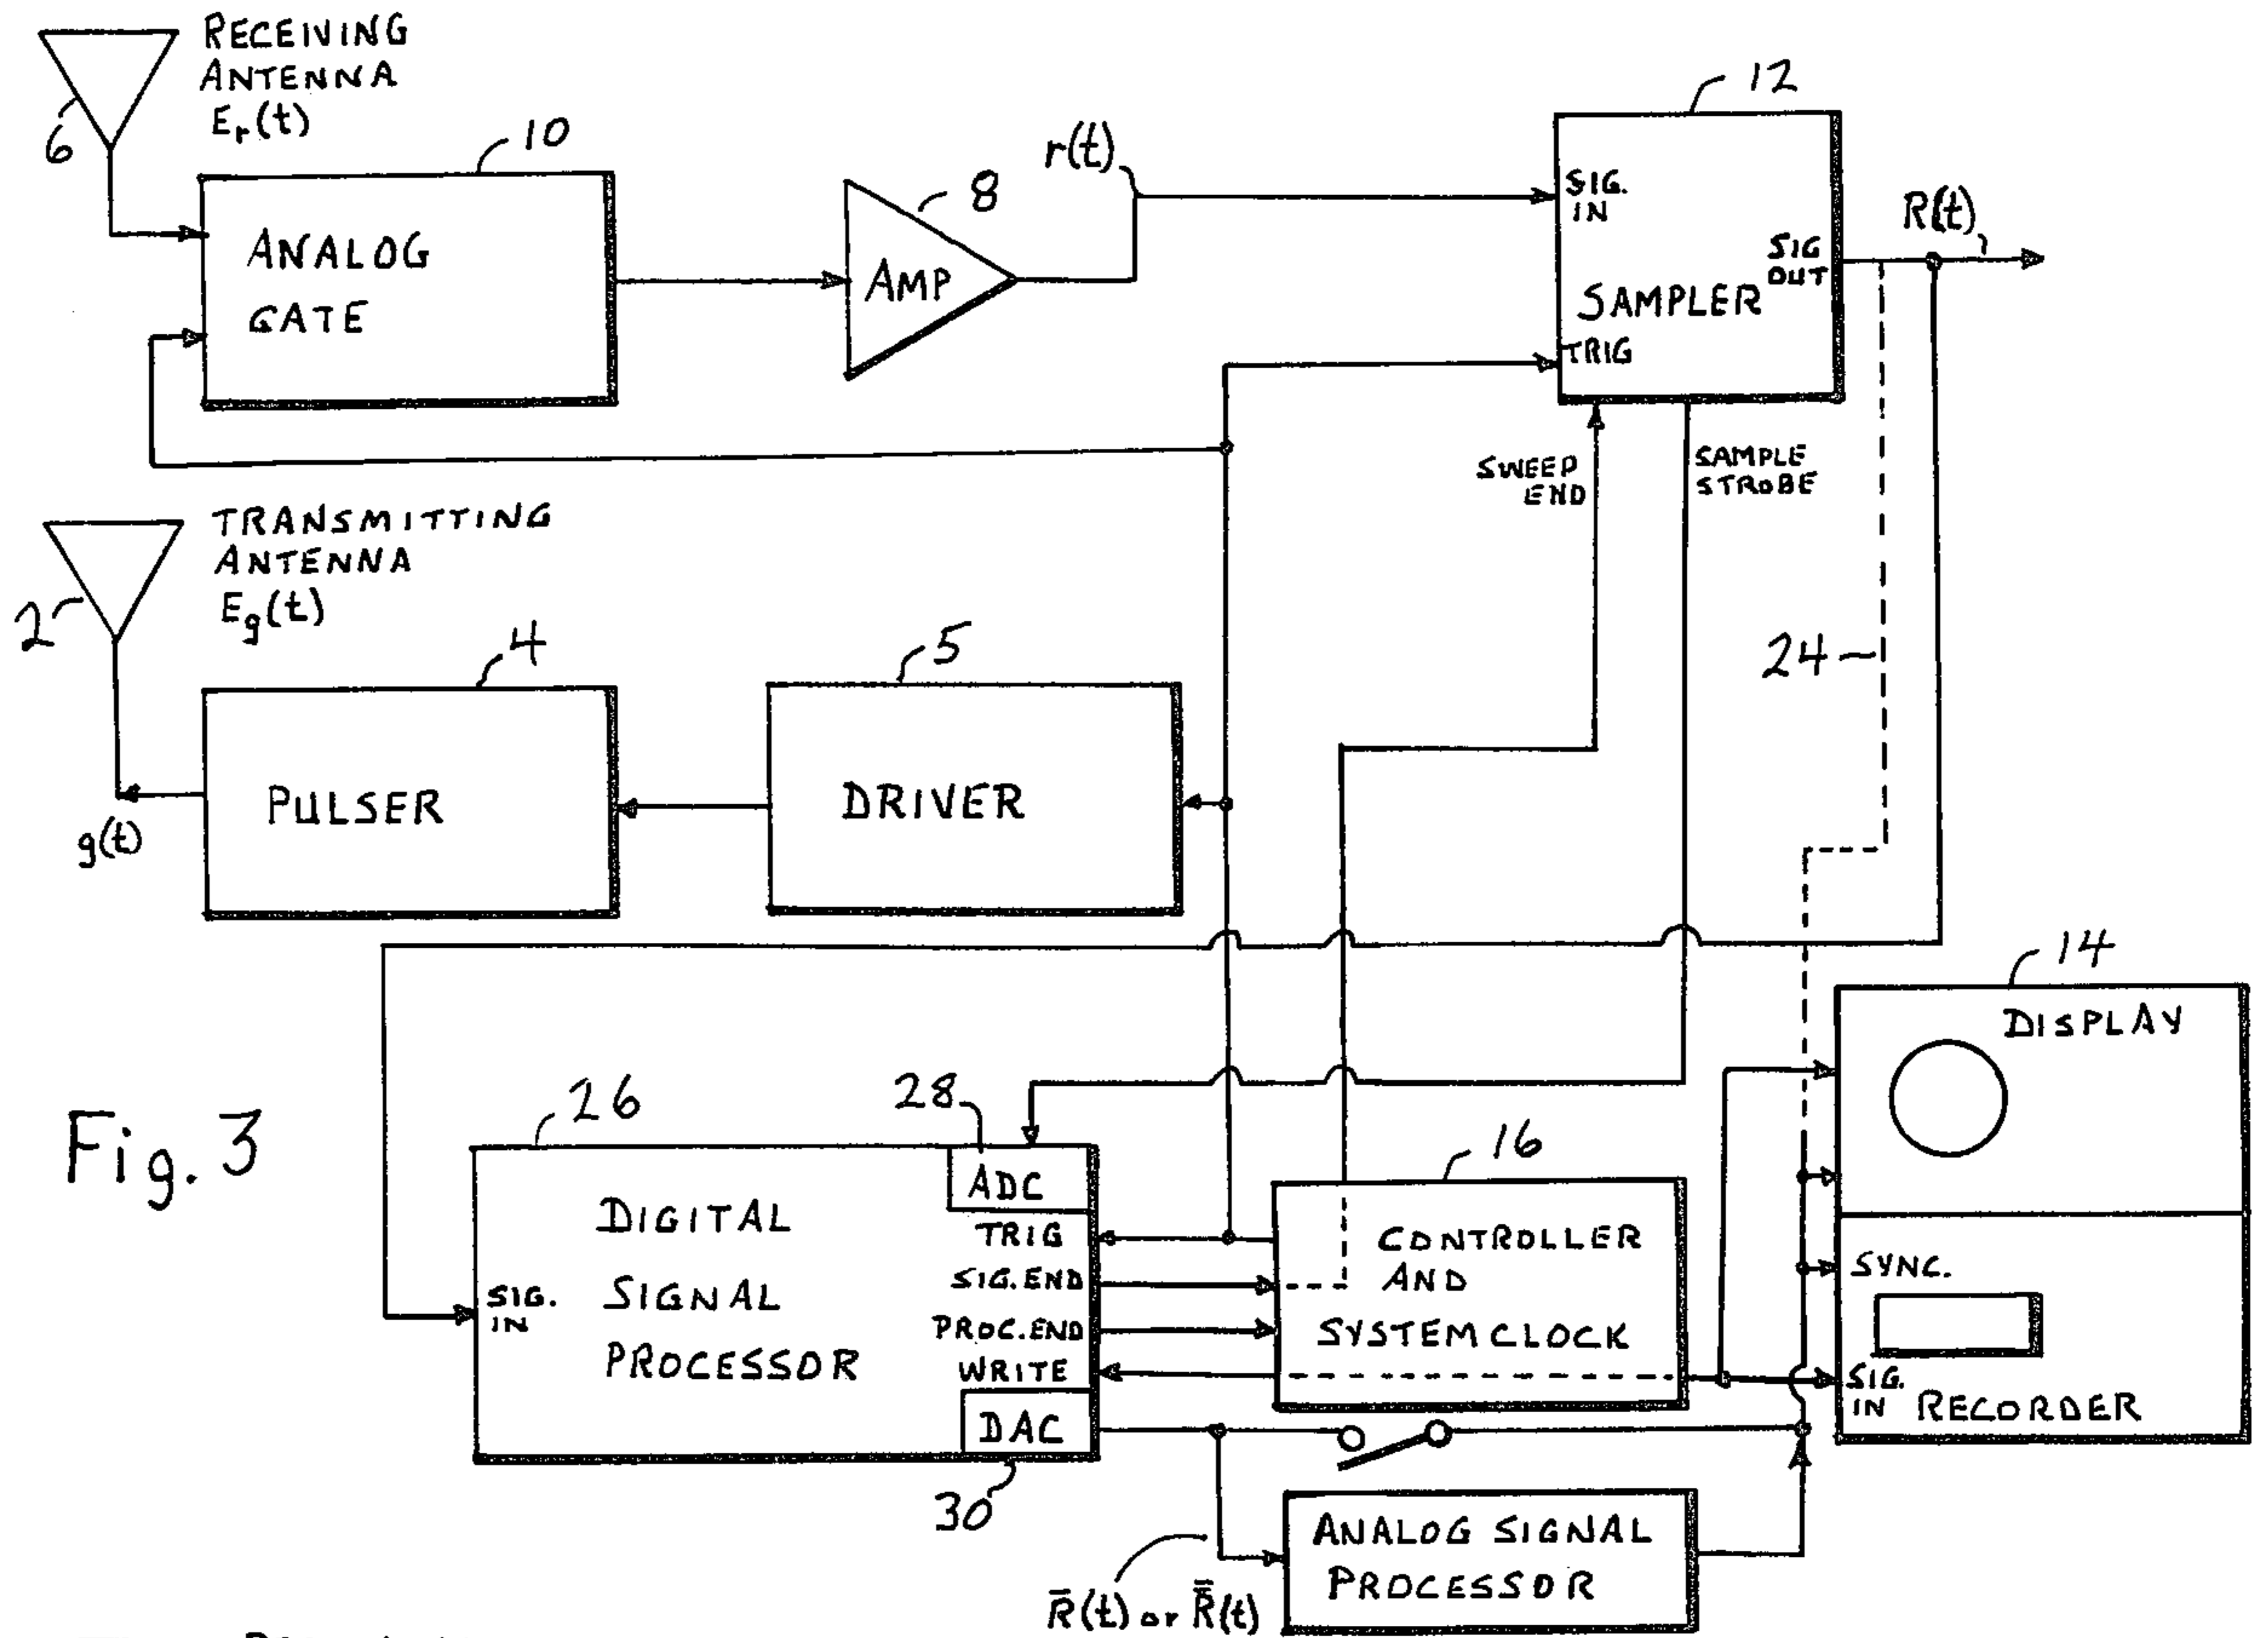 RECEIVING
ANTENNA
Er(t)
6
10
ANALOG
GATE
8
AMP
r(t)
12
SIG.
IN
SIG
OUT
SAMPLER
TRIG
R(t)
SWEEP
END
SAMPLE
STROBE
24
TRANSMITTING
ANTENNA
Eg(t)
2
4
PULSER
g(t)
5
DRIVER
14
DISPLAY
SYNC.
SIG.
IN
RECORDER
Fig. 3
26
28
ADC
DIGITAL
SIGNAL
PROCESSOR
SIG.
IN
TRIG
SIG.END
PROC.END
WRITE
DAC
30
16
CONTROLLER
AND
SYSTEM CLOCK
ANALOG SIGNAL
PROCESSOR
R̄(t) or R̿(t)